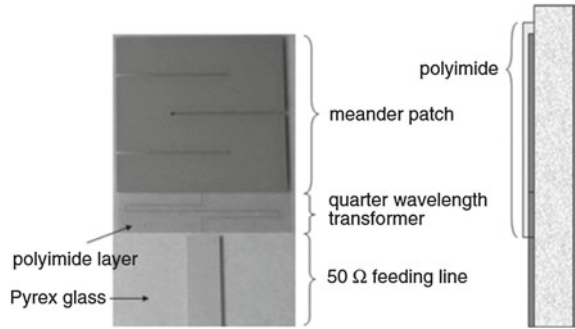 polyimide
meander patch
quarter wavelength
transformer
polyimide layer
50 Ω feeding line
Pyrex glass